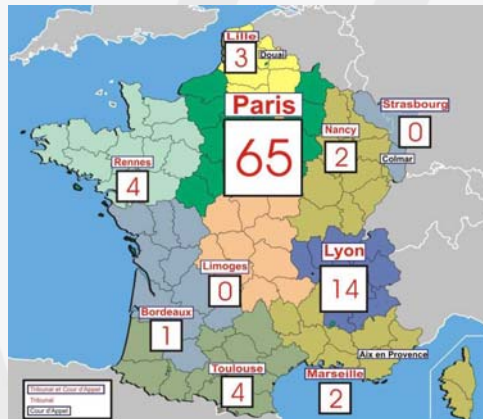 Lille
3
Douai
Paris
65
Strasbourg
0
Nancy
2
Colmar
Rennes
4
Lyon
14
Limoges
0
Bordeaux
1
Aix en Provence
Toulouse
4
Marseille
2
Tribunal et Cour d'Appel
Tribunal
Cour d'Appel